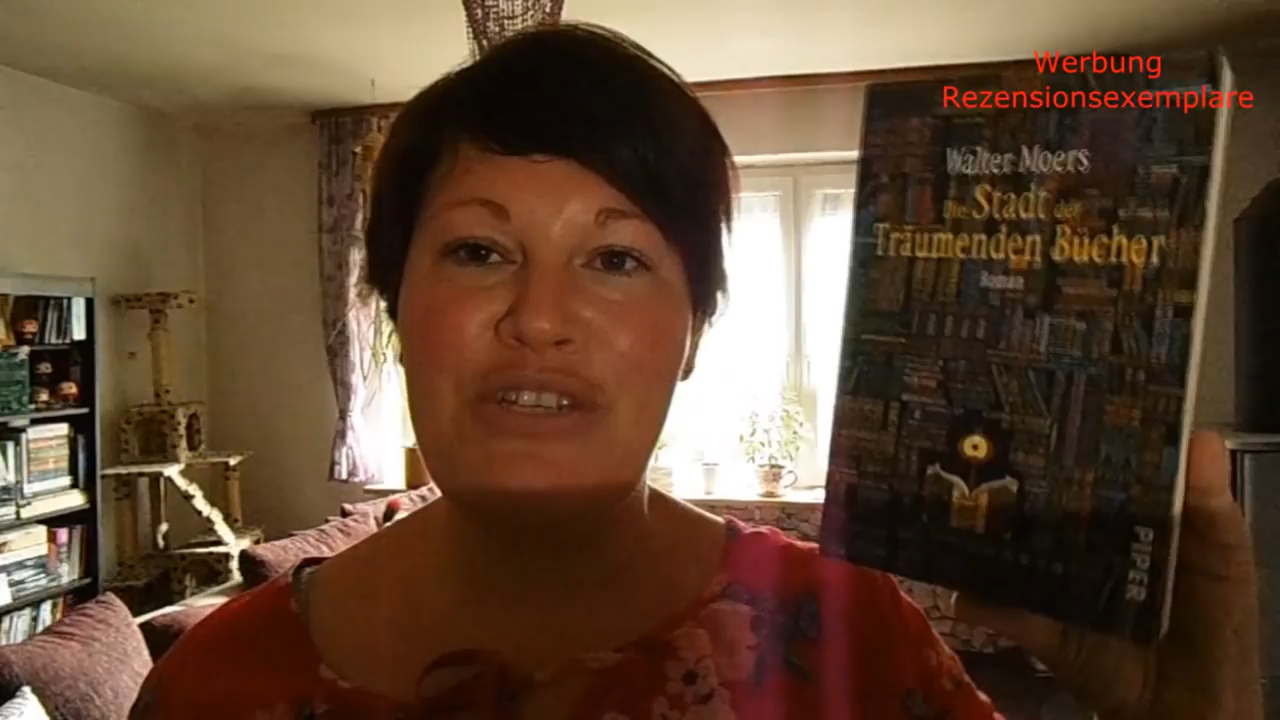 Werbung
Rezensionsexemplare
Walter Moers
Die Stadt der
Träumenden Bücher
Roman
PIPER